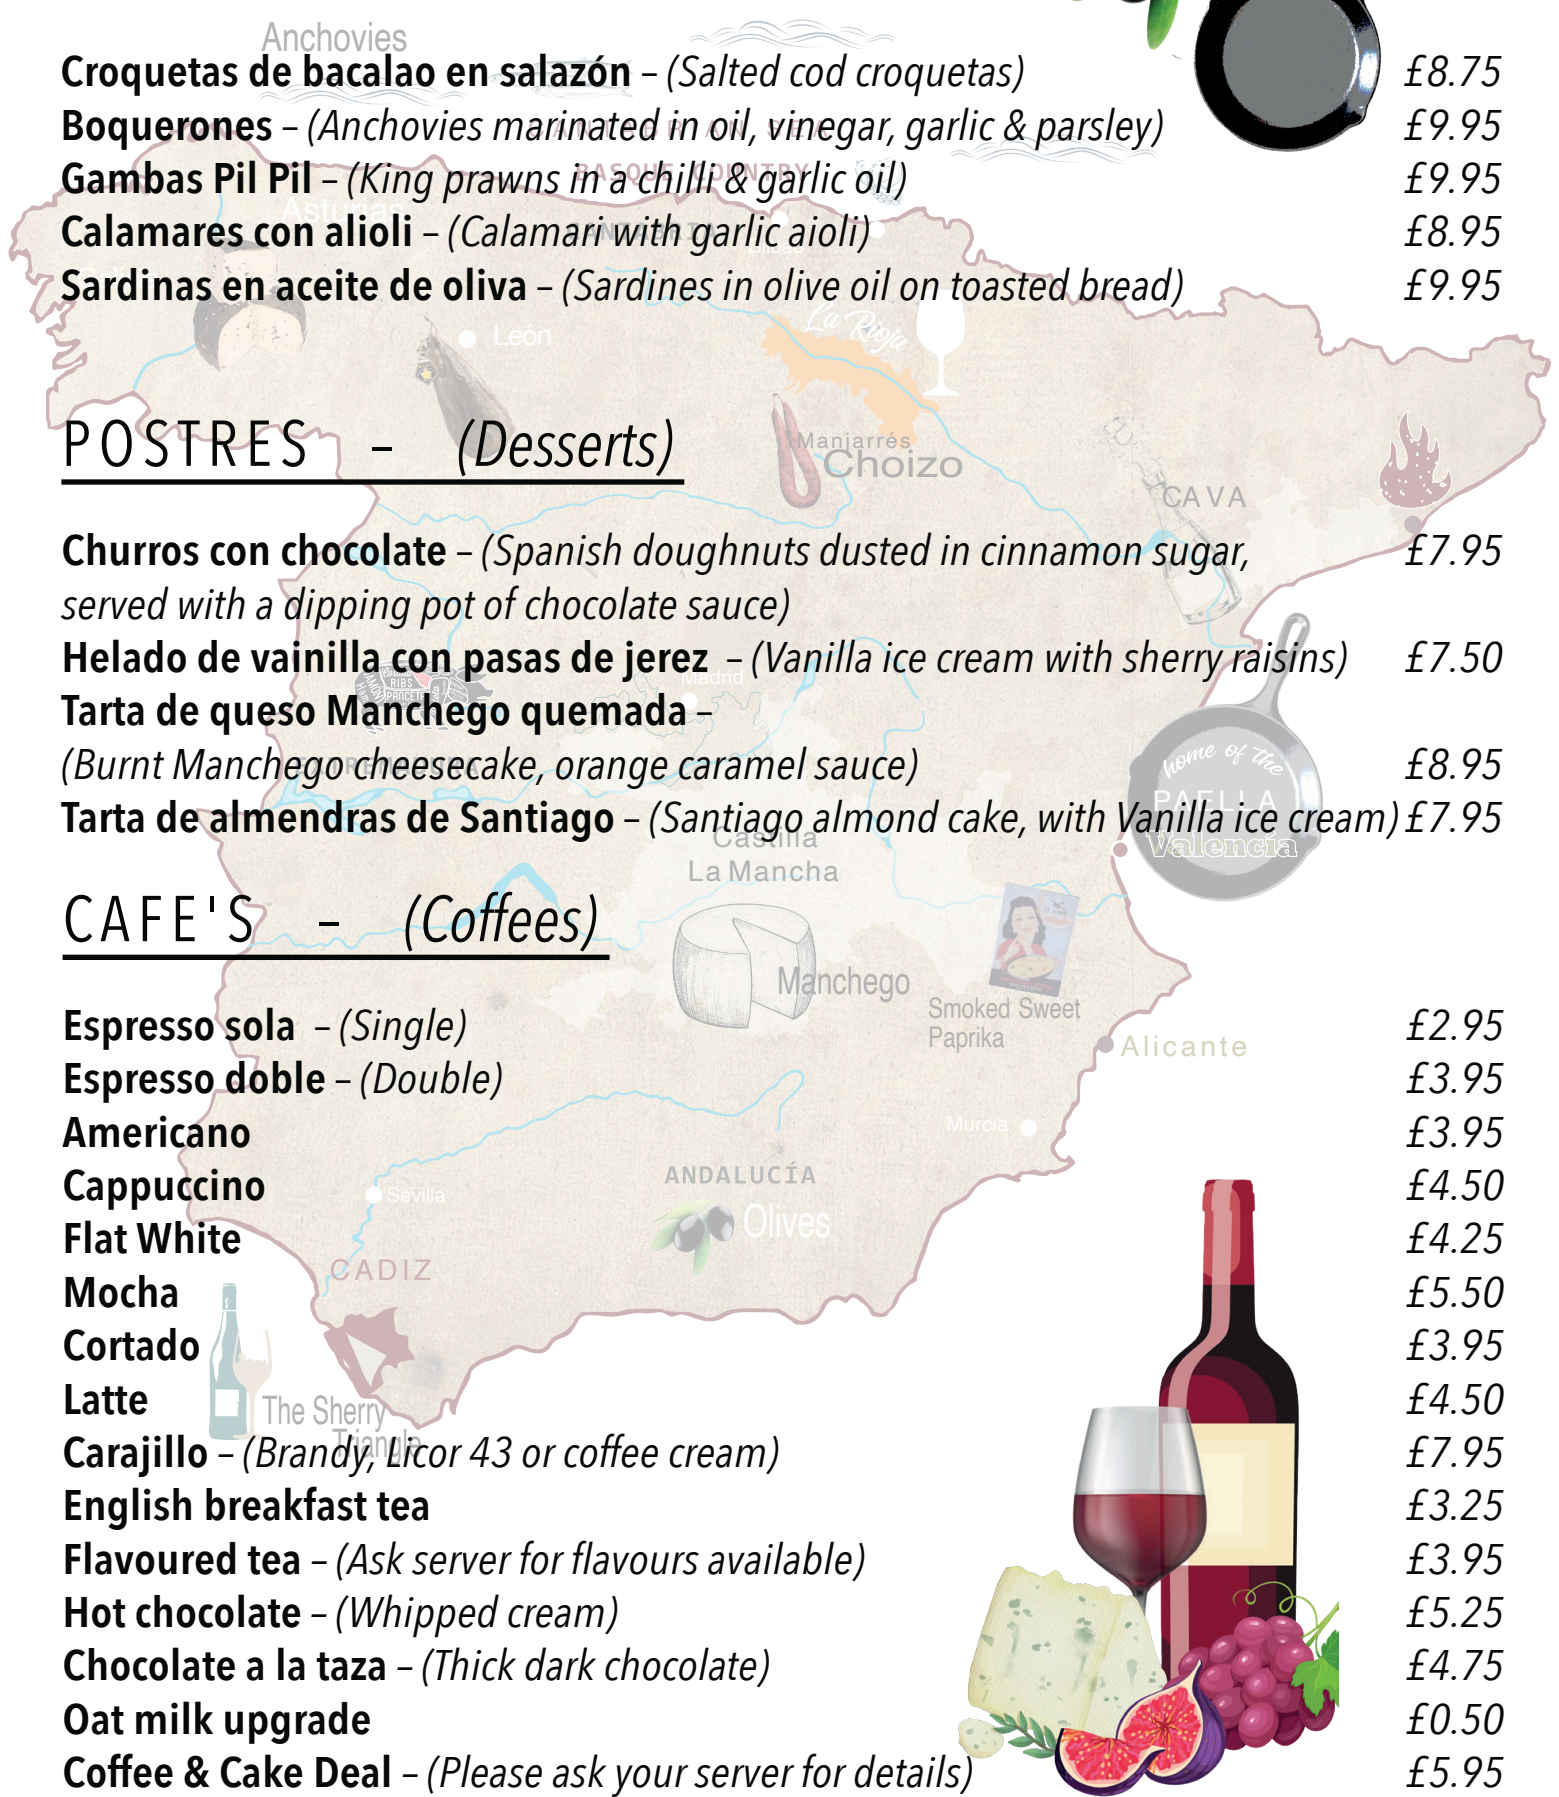 Anchovies
Croquetas de bacalao en salazón – (Salted cod croquetas) £8.75
Boquerones – (Anchovies marinated in oil, vinegar, garlic & parsley) £9.95
CANTABRIAN SEA
BASQUE COUNTRY
Gambas Pil Pil – (King prawns in a chilli & garlic oil) £9.95
Asturias
CANTABRIA
Calamares con alioli – (Calamari with garlic aioli) £8.95
Sardinas en aceite de oliva – (Sardines in olive oil on toasted bread) £9.95
La Rioja
León
POSTRES – (Desserts)
Manjarrés
Choizo
CAVA
Churros con chocolate – (Spanish doughnuts dusted in cinnamon sugar, £7.95
served with a dipping pot of chocolate sauce)
Helado de vainilla con pasas de jerez – (Vanilla ice cream with sherry raisins) £7.50
Madrid
RIBS
Tarta de queso Manchego quemada –
EXTREMADURA
(Burnt Manchego cheesecake, orange caramel sauce) £8.95
home of the
PAELLA
Valencia
Tarta de almendras de Santiago – (Santiago almond cake, with Vanilla ice cream) £7.95
Castilla
La Mancha
CAFE'S – (Coffees)
Manchego
Smoked Sweet
Paprika
Espresso sola – (Single) £2.95
Alicante
Espresso doble – (Double) £3.95
Americano £3.95
Murcia
Cappuccino £4.50
ANDALUCÍA
Sevilla
Olives
Flat White £4.25
CADIZ
Mocha £5.50
Cortado £3.95
Latte £4.50
The Sherry
Triangle
Carajillo – (Brandy, Licor 43 or coffee cream) £7.95
English breakfast tea £3.25
Flavoured tea – (Ask server for flavours available) £3.95
Hot chocolate – (Whipped cream) £5.25
Chocolate a la taza – (Thick dark chocolate) £4.75
Oat milk upgrade £0.50
Coffee & Cake Deal – (Please ask your server for details) £5.95